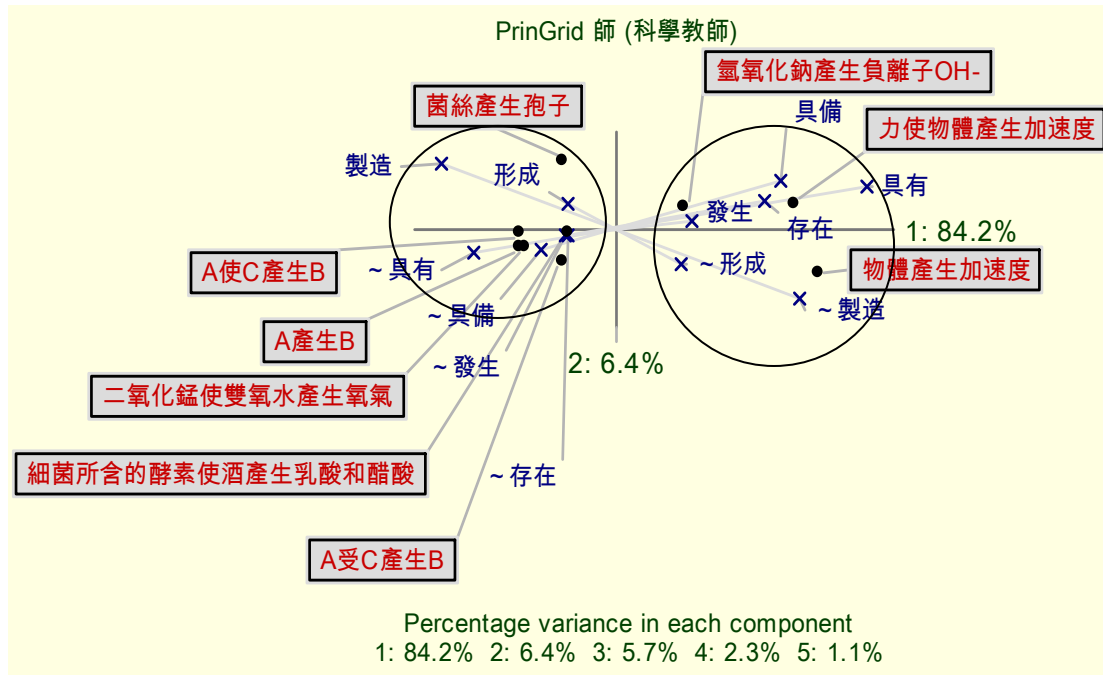 PrinGrid 師 (科學教師)
氫氧化鈉產生負離子OH-
菌絲產生孢子
具備
力使物體產生加速度
製造
形成
具有
發生
存在
1: 84.2%
A使C產生B
~ 具有
~ 形成
物體產生加速度
~ 具備
~ 製造
A產生B
~ 發生
2: 6.4%
二氧化錳使雙氧水產生氧氣
細菌所含的酵素使酒產生乳酸和醋酸
~ 存在
A受C產生B
Percentage variance in each component
1: 84.2% 2: 6.4% 3: 5.7% 4: 2.3% 5: 1.1%